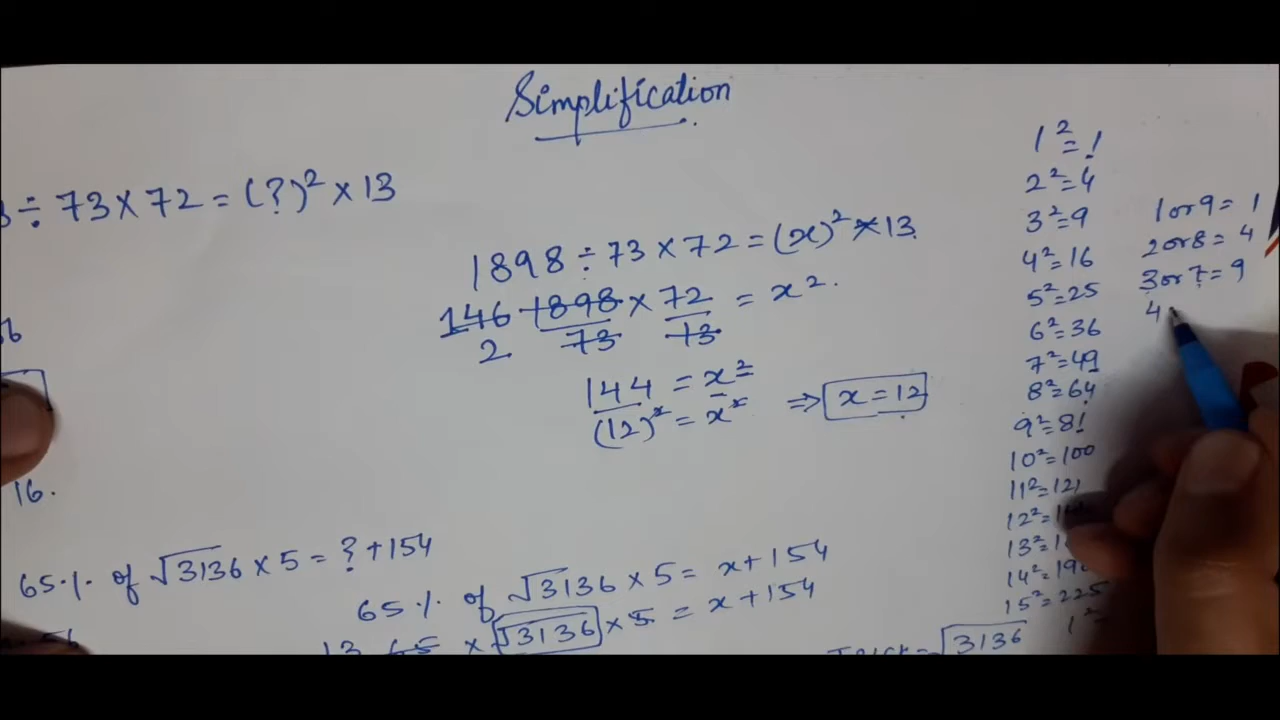 Simplification
÷ 73 × 72 = (?)² × 13
1898 ÷ 73 × 72 = (x)² × 13
146 1898 × 72 = x²
2 73 13
144 = x²
(12)² = x² ⇒ x = 12
16.
65% of √3136 × 5 = ? + 154
65% of √3136 × 5 = x + 154
13 65 × √3136 × 5 = x + 154
√3136
1² = 1
2² = 4
3² = 9
4² = 16
5² = 25
6² = 36
7² = 49
8² = 64
9² = 81
10² = 100
11² = 121
12² =
13² =
14² = 196
15² = 225
1 or 9 = 1
2 or 8 = 4
3 or 7 = 9
4